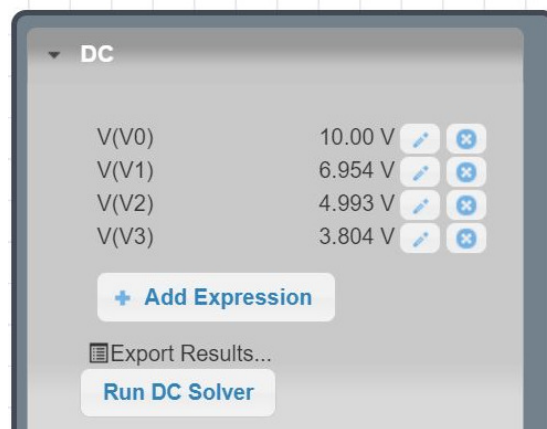 DC
V(V0) 10.00 V
V(V1) 6.954 V
V(V2) 4.993 V
V(V3) 3.804 V
+ Add Expression
Export Results...
Run DC Solver